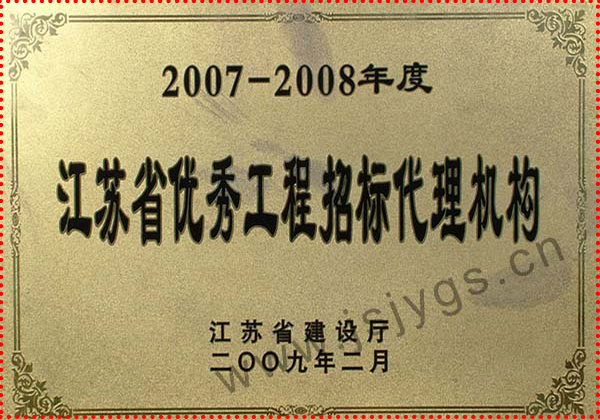 2007-2008年度
江苏省优秀工程招标代理机构
江苏省建设厅
二〇〇九年二月
www.jsjygs.cn